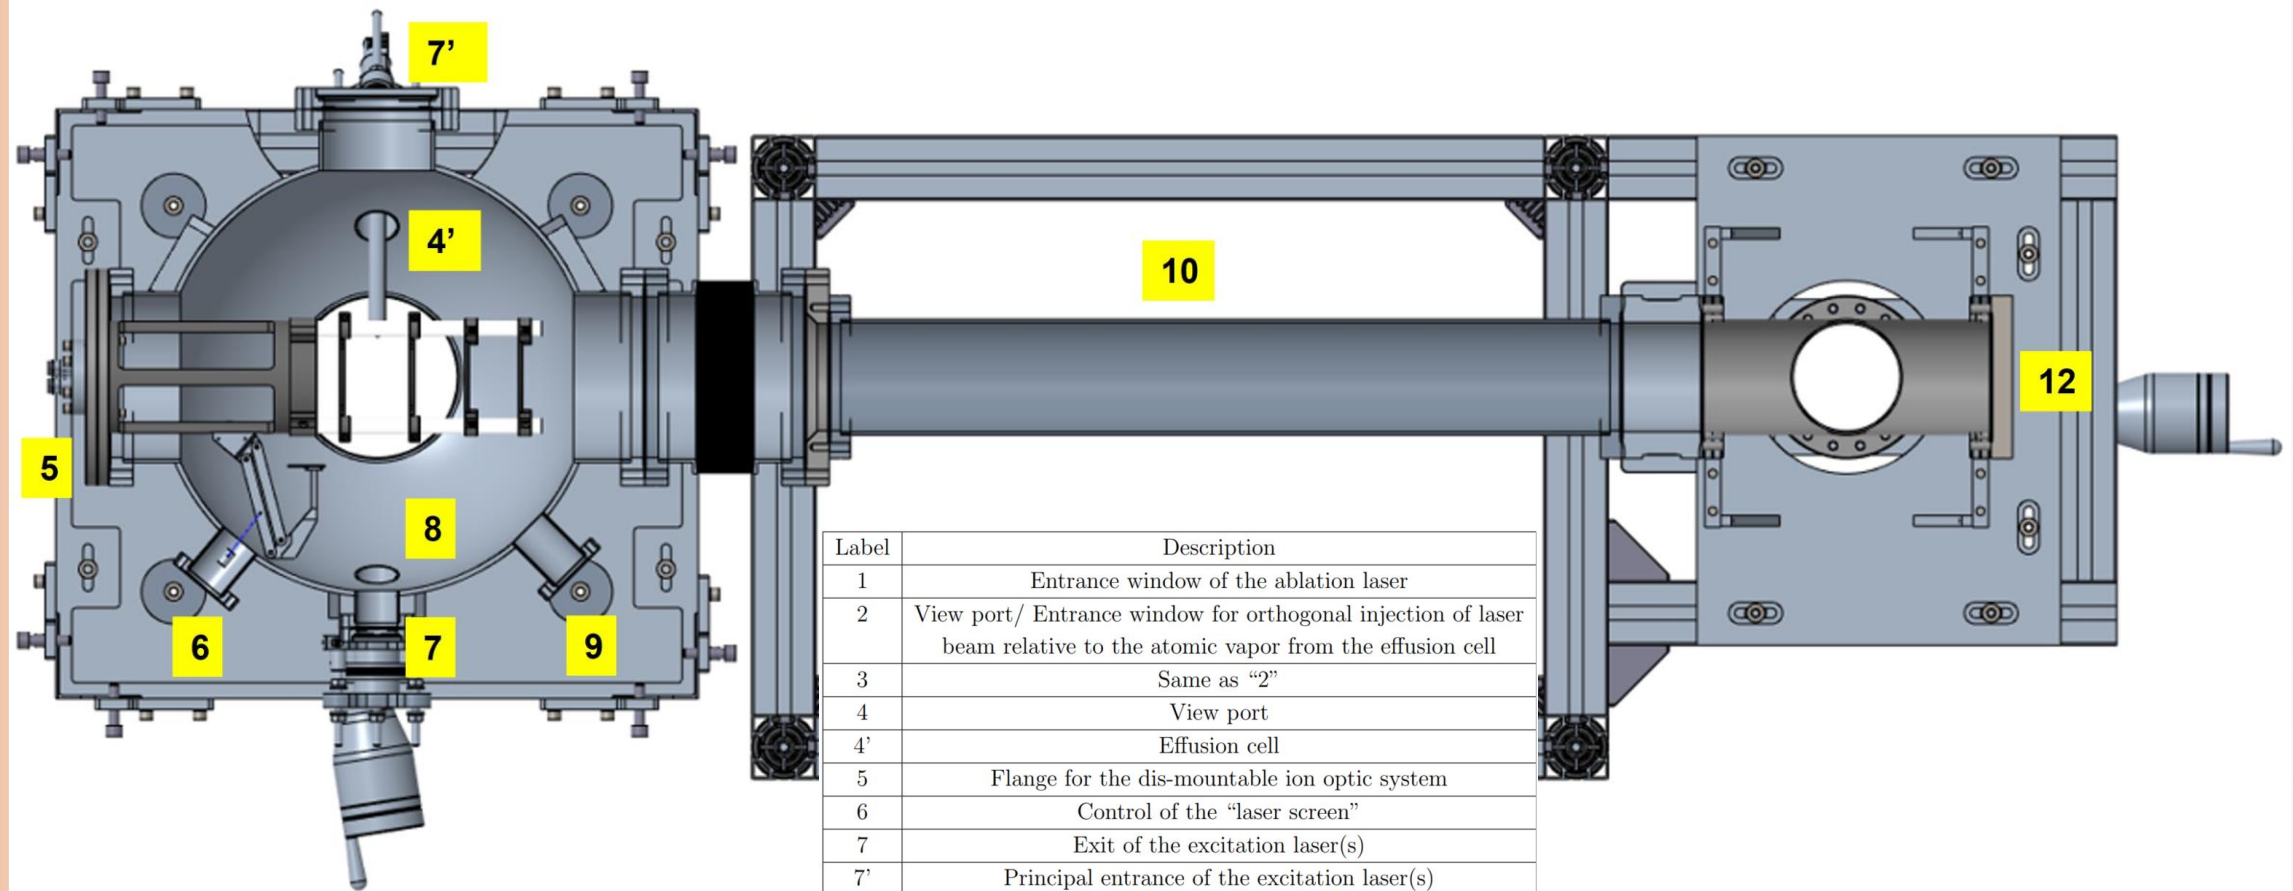 7’
4’
10
12
5
8
6
7
9
Label Description
1 Entrance window of the ablation laser
2 View port/ Entrance window for orthogonal injection of laser
beam relative to the atomic vapor from the effusion cell
3 Same as “2”
4 View port
4’ Effusion cell
5 Flange for the dis-mountable ion optic system
6 Control of the “laser screen”
7 Exit of the excitation laser(s)
7’ Principal entrance of the excitation laser(s)